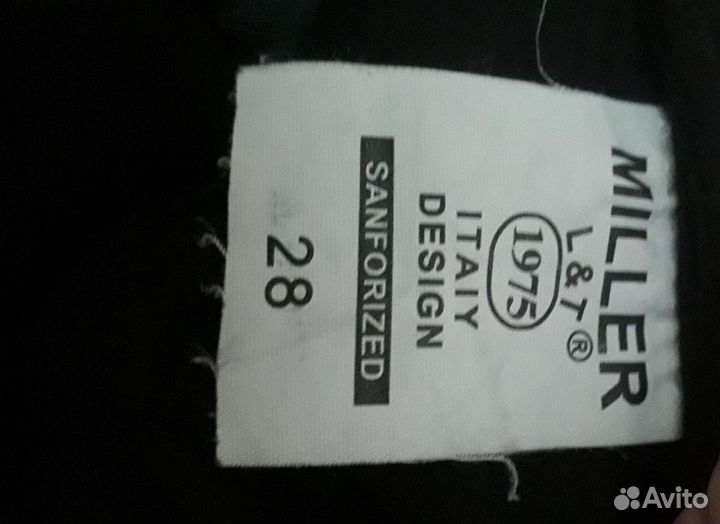 MILLER
L&T ®
1975
ITAIY
DESIGN
SANFORIZED
28
Avito